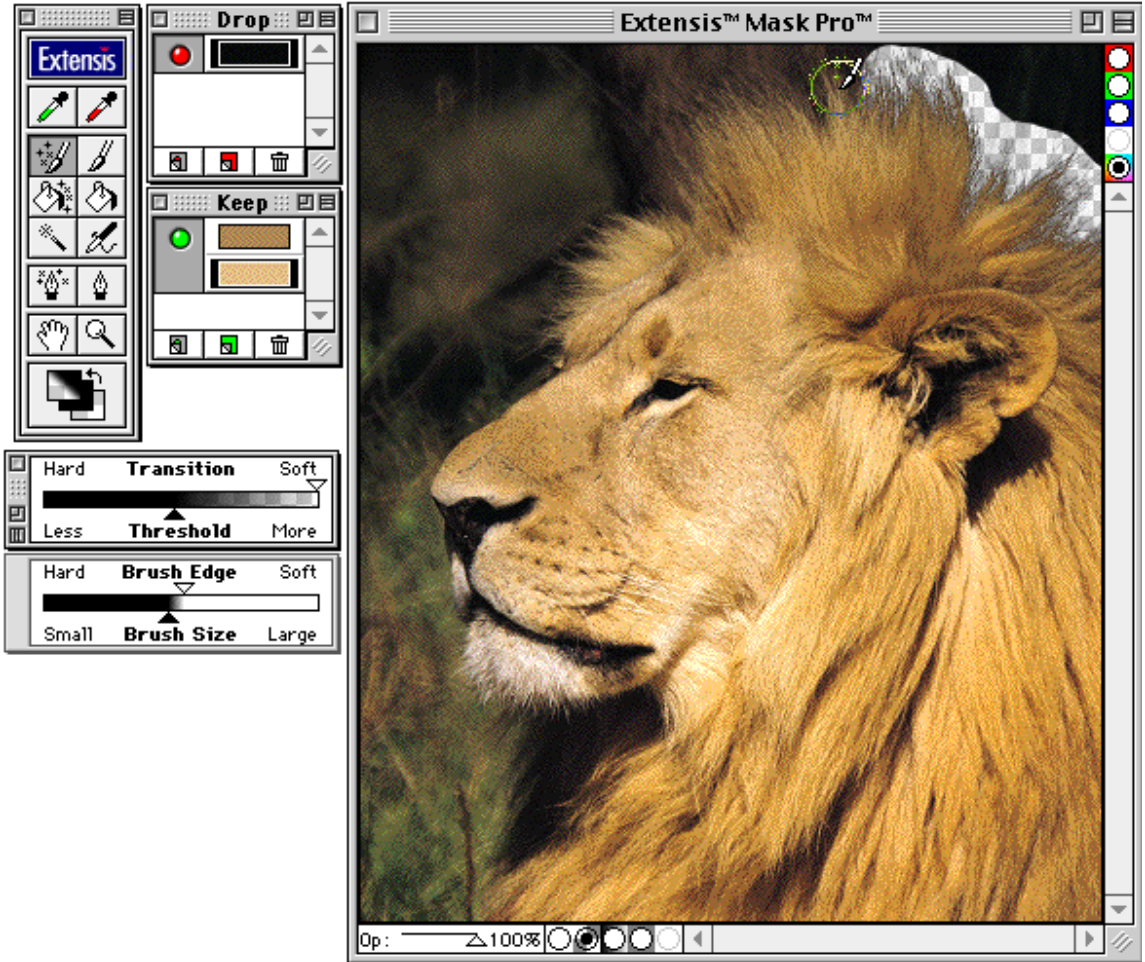 Extensis
Drop
Keep
Hard Transition Soft
Less Threshold More
Hard Brush Edge Soft
Small Brush Size Large
Extensis™ Mask Pro™
Op: 100%